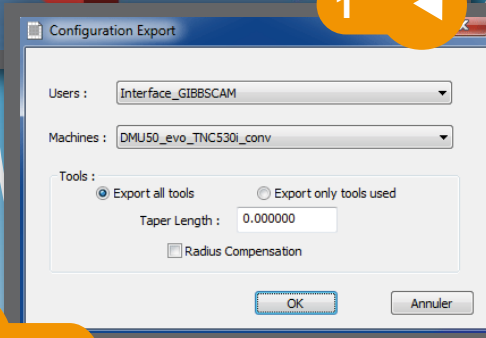 1
Configuration Export
Users : Interface_GIBBSCAM
Machines : DMU50_evo_TNC530i_conv
Tools :
Export all tools Export only tools used
Taper Length : 0.000000
Radius Compensation
OK Annuler